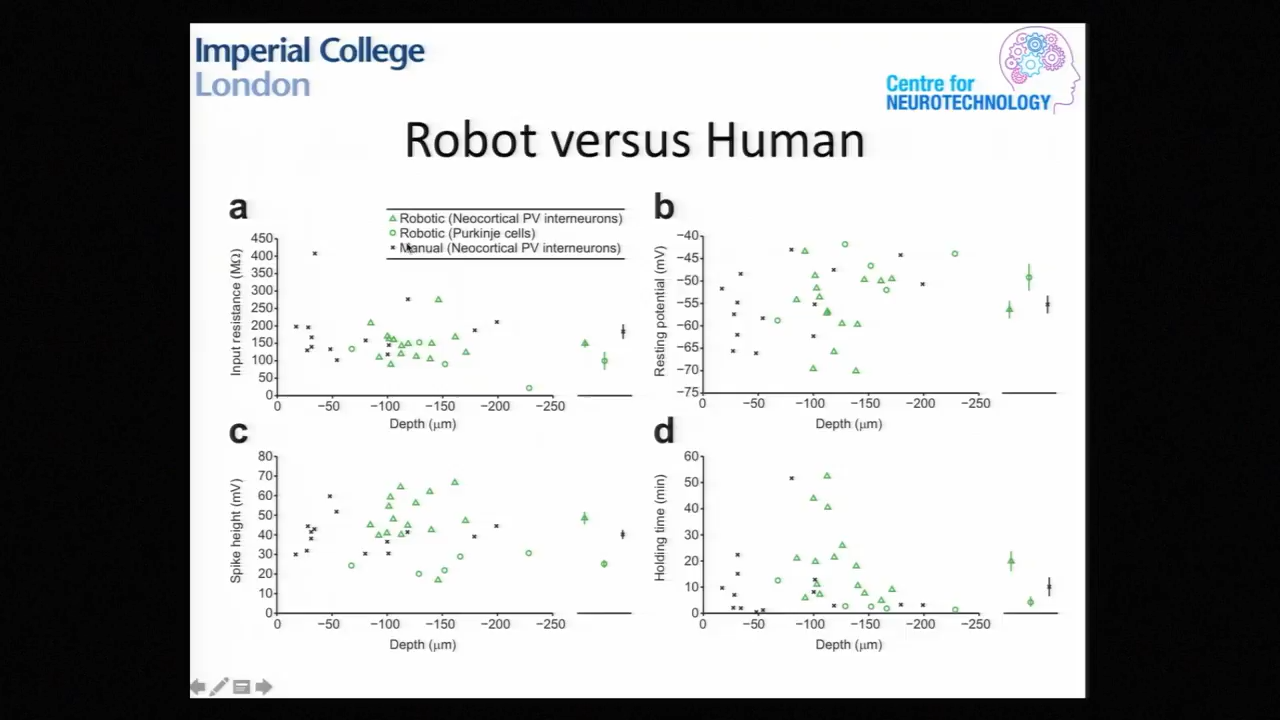 Imperial College
London
Centre for
NEUROTECHNOLOGY
Robot versus Human
a
Robotic (Neocortical PV interneurons)
Robotic (Purkinje cells)
Manual (Neocortical PV interneurons)
Input resistance (MΩ)
450
400
350
300
250
200
150
100
50
0
0 −50 −100 −150 −200 −250
Depth (μm)
b
Resting potential (mV)
−40
−45
−50
−55
−60
−65
−70
−75
0 −50 −100 −150 −200 −250
Depth (μm)
c
Spike height (mV)
80
70
60
50
40
30
20
10
0
0 −50 −100 −150 −200 −250
Depth (μm)
d
Holding time (min)
60
50
40
30
20
10
0
0 −50 −100 −150 −200 −250
Depth (μm)